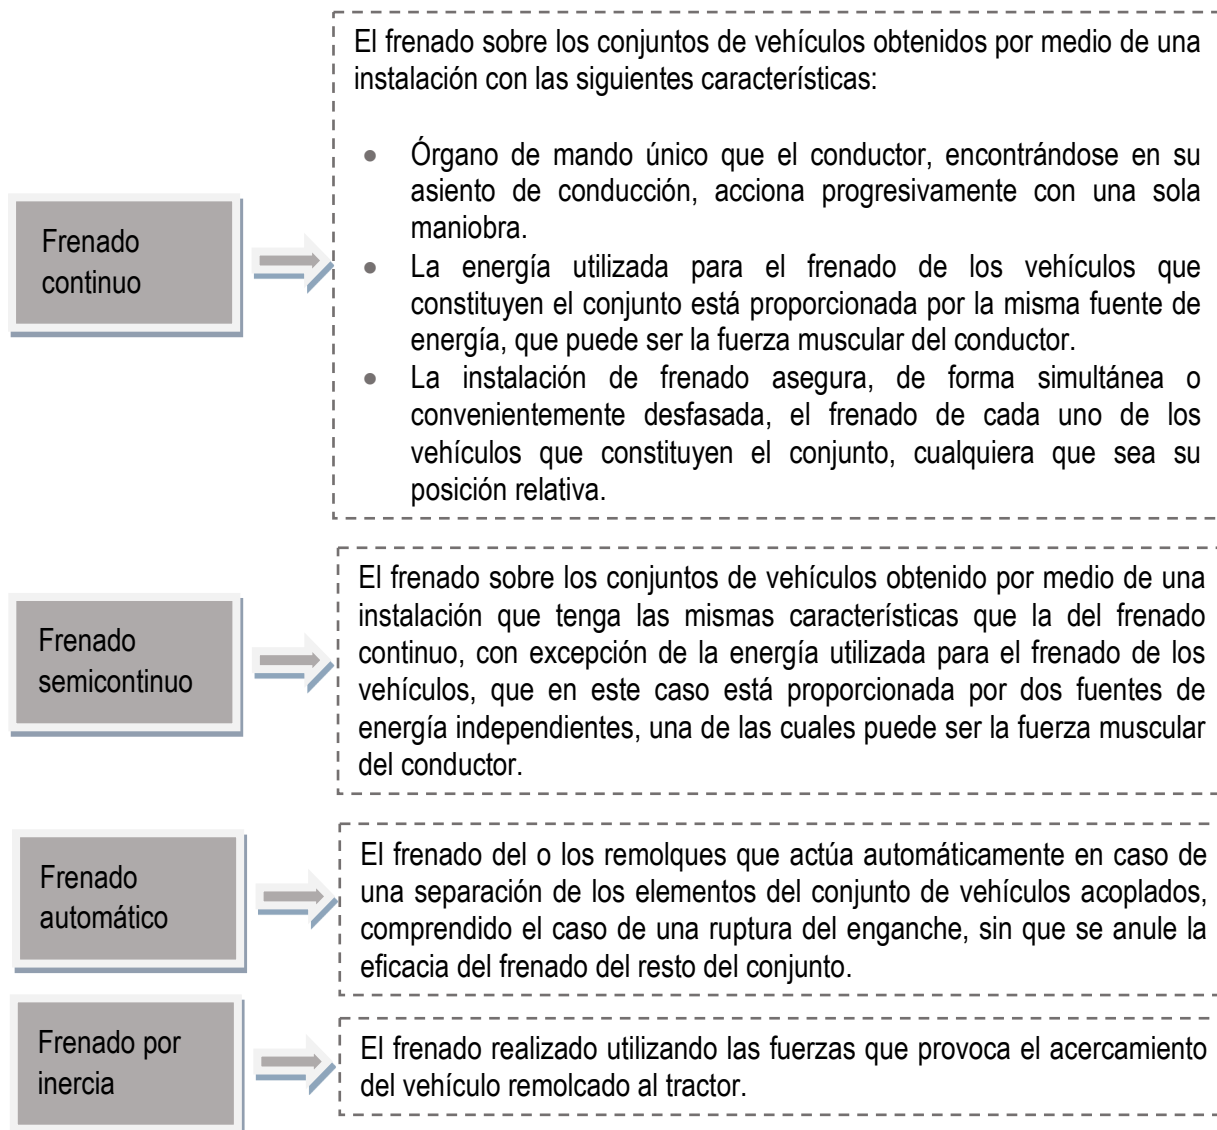 Frenado
continuo
El frenado sobre los conjuntos de vehículos obtenidos por medio de una
instalación con las siguientes características:
• Órgano de mando único que el conductor, encontrándose en su
asiento de conducción, acciona progresivamente con una sola
maniobra.
• La energía utilizada para el frenado de los vehículos que
constituyen el conjunto está proporcionada por la misma fuente de
energía, que puede ser la fuerza muscular del conductor.
• La instalación de frenado asegura, de forma simultánea o
convenientemente desfasada, el frenado de cada uno de los
vehículos que constituyen el conjunto, cualquiera que sea su
posición relativa.
Frenado
semicontinuo
El frenado sobre los conjuntos de vehículos obtenido por medio de una
instalación que tenga las mismas características que la del frenado
continuo, con excepción de la energía utilizada para el frenado de los
vehículos, que en este caso está proporcionada por dos fuentes de
energía independientes, una de las cuales puede ser la fuerza muscular
del conductor.
Frenado
automático
El frenado del o los remolques que actúa automáticamente en caso de
una separación de los elementos del conjunto de vehículos acoplados,
comprendido el caso de una ruptura del enganche, sin que se anule la
eficacia del frenado del resto del conjunto.
Frenado por
inercia
El frenado realizado utilizando las fuerzas que provoca el acercamiento
del vehículo remolcado al tractor.